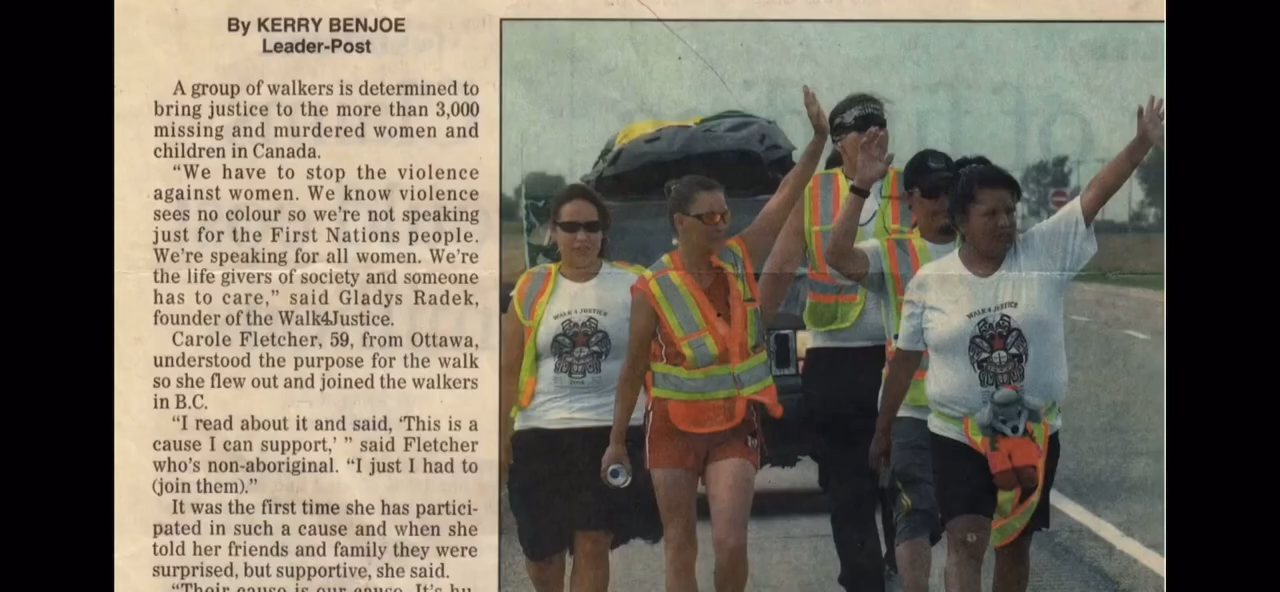 By KERRY BENJOE
Leader-Post
A group of walkers is determined to
bring justice to the more than 3,000
missing and murdered women and
children in Canada.
“We have to stop the violence
against women. We know violence
sees no colour so we're not speaking
just for the First Nations people.
We're speaking for all women. We're
the life givers of society and someone
has to care,” said Gladys Radek,
founder of the Walk4Justice.
Carole Fletcher, 59, from Ottawa,
understood the purpose for the walk
so she flew out and joined the walkers
in B.C.
“I read about it and said, ‘This is a
cause I can support,’ ” said Fletcher
who's non-aboriginal. “I just I had to
(join them).”
It was the first time she has partici-
pated in such a cause and when she
told her friends and family they were
surprised, but supportive, she said.
“Their cause is our cause. It's hu-
WALK 4 JUSTICE
WALK 4 JUSTICE